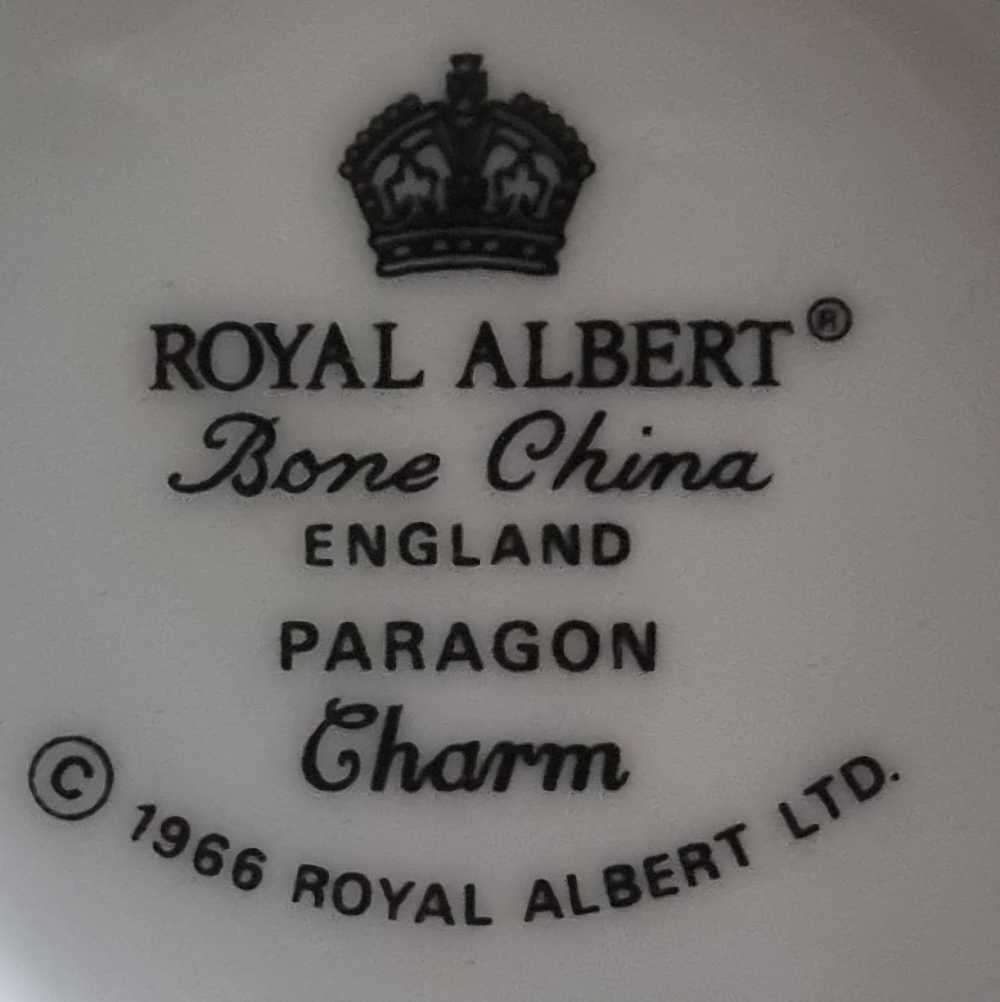 ROYAL ALBERT®
Bone China
ENGLAND
PARAGON
Charm
© 1966 ROYAL ALBERT LTD.